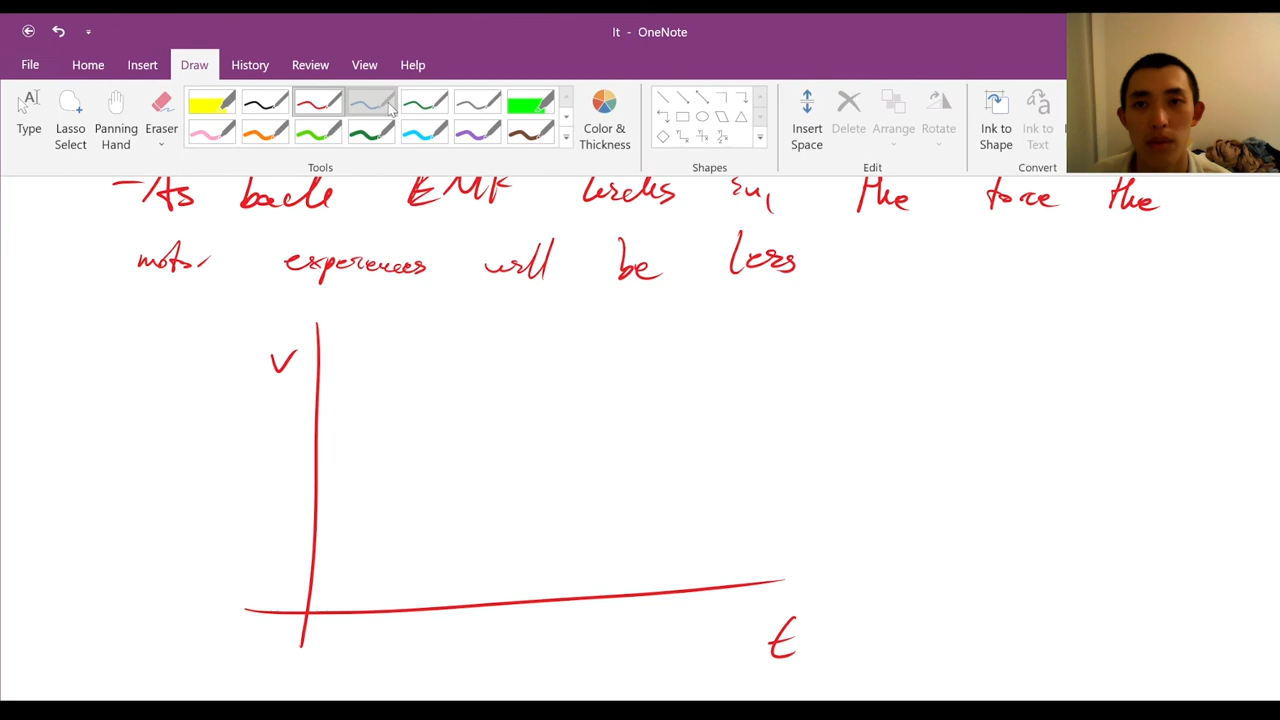 It - OneNote
File Home Insert Draw History Review View Help
Type Lasso Select Panning Hand Eraser Color & Thickness Insert Space Delete Arrange Rotate Ink to Shape Ink to Text
Tools Shapes Edit Convert
- As back EMF kicks in, the force the
motor experiences will be less
v
t